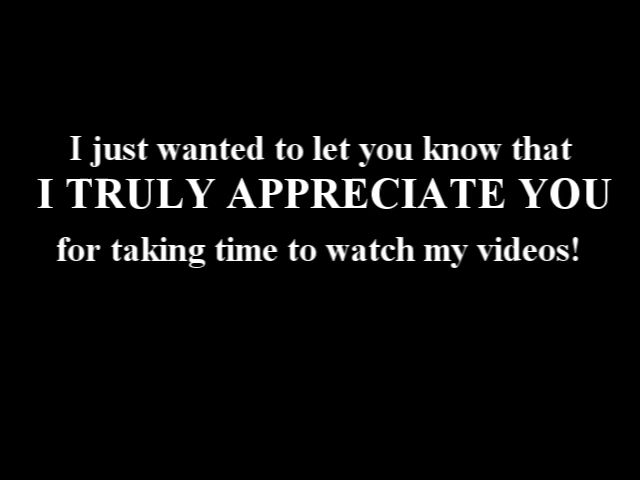 I just wanted to let you know that
I TRULY APPRECIATE YOU
for taking time to watch my videos!